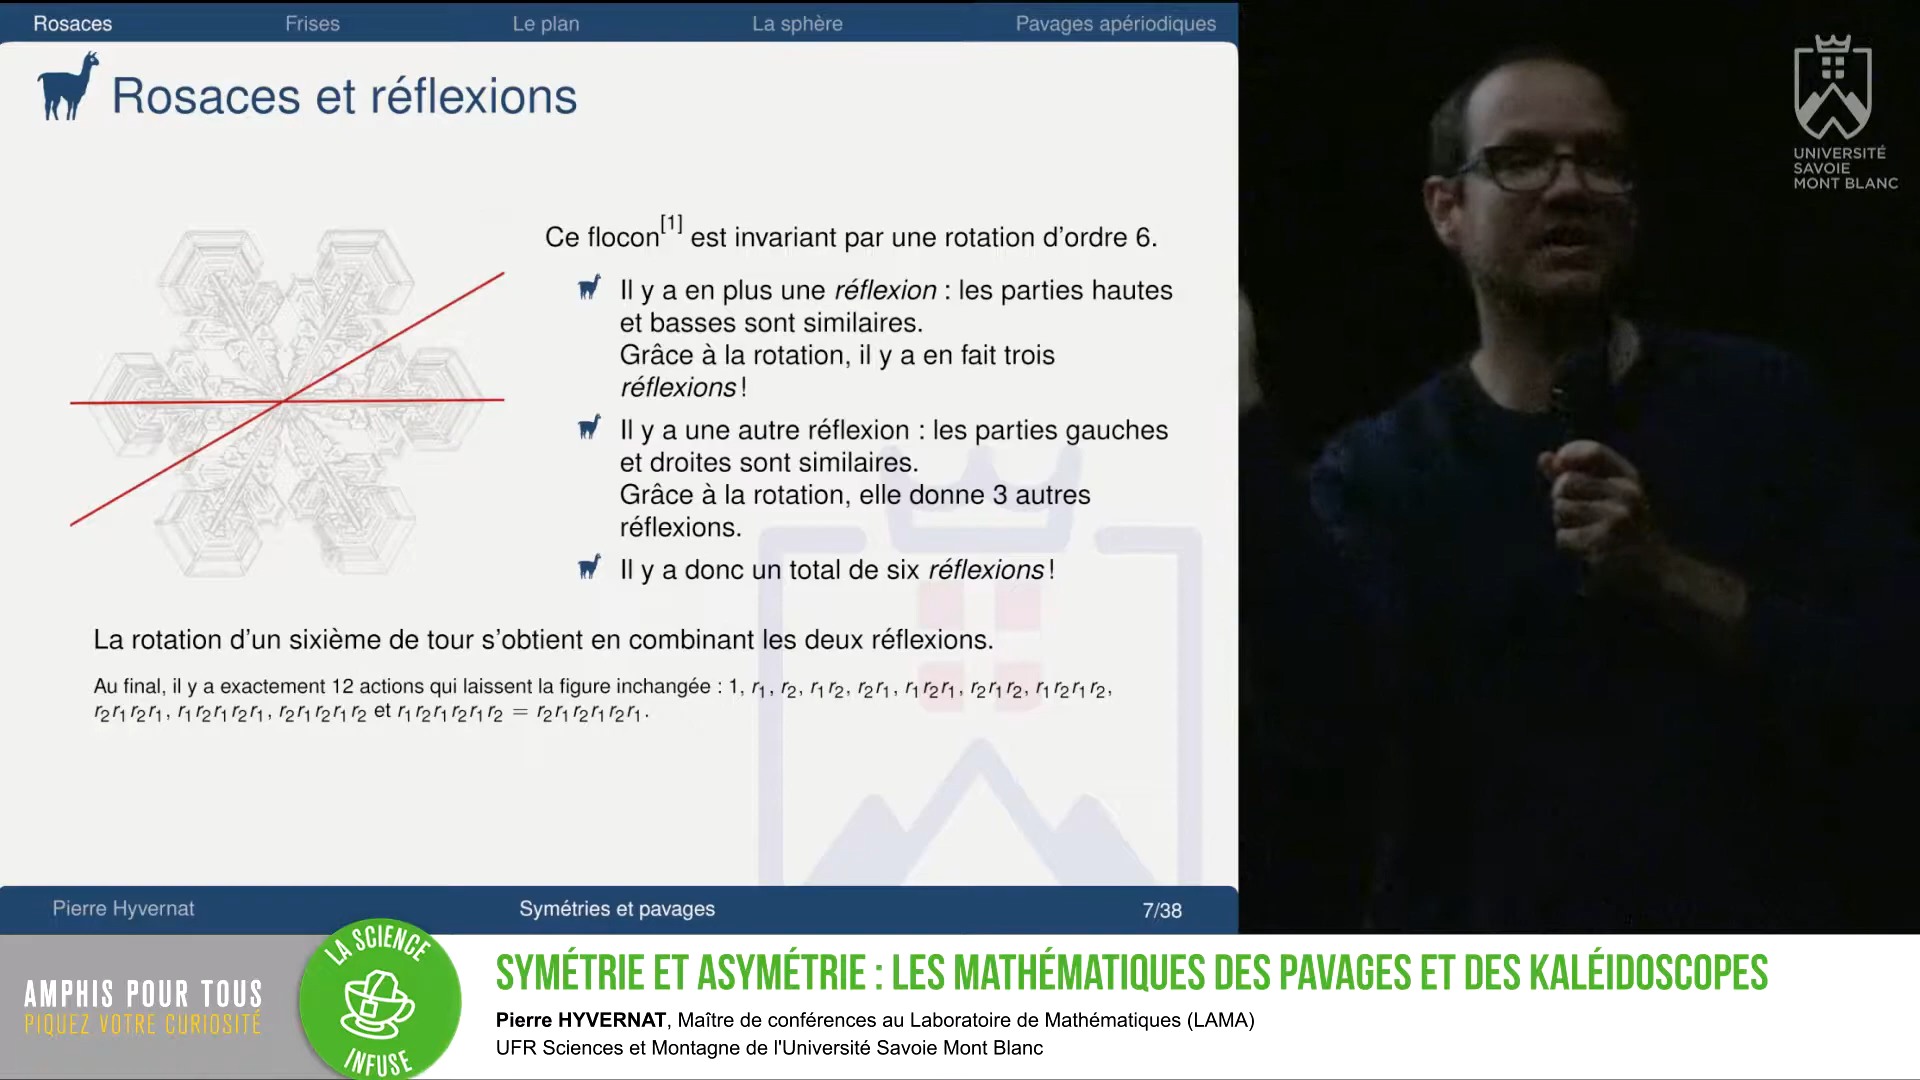 Rosaces Frises Le plan La sphère Pavages apériodiques
Rosaces et réflexions
Ce flocon[1] est invariant par une rotation d'ordre 6.
Il y a en plus une réflexion : les parties hautes
et basses sont similaires.
Grâce à la rotation, il y a en fait trois
réflexions !
Il y a une autre réflexion : les parties gauches
et droites sont similaires.
Grâce à la rotation, elle donne 3 autres
réflexions.
Il y a donc un total de six réflexions !
La rotation d'un sixième de tour s'obtient en combinant les deux réflexions.
Au final, il y a exactement 12 actions qui laissent la figure inchangée : 1, r1, r2, r1r2, r2r1, r1r2r1, r2r1r2, r1r2r1r2,
r2r1r2r1, r1r2r1r2r1, r2r1r2r1r2 et r1r2r1r2r1r2 = r2r1r2r1r2r1.
Pierre Hyvernat Symétries et pavages 7/38
UNIVERSITÉ
SAVOIE
MONT BLANC
AMPHIS POUR TOUS
PIQUEZ VOTRE CURIOSITÉ
LA SCIENCE
INFUSE
SYMÉTRIE ET ASYMÉTRIE : LES MATHÉMATIQUES DES PAVAGES ET DES KALÉIDOSCOPES
Pierre HYVERNAT, Maître de conférences au Laboratoire de Mathématiques (LAMA)
UFR Sciences et Montagne de l'Université Savoie Mont Blanc